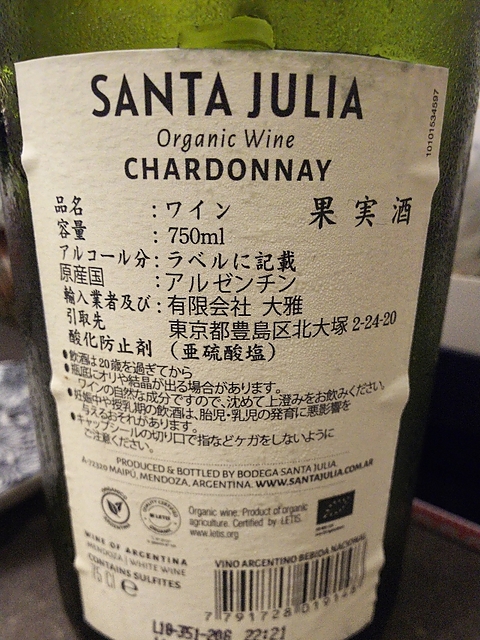 SANTA JULIA
Organic Wine
CHARDONNAY
10101534597
品名 : ワイン 果実酒
容量 : 750ml
アルコール分 : ラベルに記載
原産国 : アルゼンチン
輸入業者及び : 有限会社 大雅
引取先 東京都豊島区北大塚2-24-20
酸化防止剤 (亜硫酸塩)
●飲酒は20歳を過ぎてから
●瓶底にオリや結晶が出る場合があります。
ワインの自然な成分ですので、沈めて上澄みをお飲みください。
●妊娠中や授乳期の飲酒は、胎児・乳児の発育に悪影響を
与えるおそれがあります。
●キャップシールの切り口で指などケガをしないように
ご注意ください。
PRODUCED & BOTTLED BY BODEGA SANTA JULIA.
A-72320 MAIPÚ, MENDOZA, ARGENTINA. WWW.SANTAJULIA.COM.AR
LETIS
Organic wine. Product of organic
agriculture. Certified by LETIS.
www.letis.org
WINE OF ARGENTINA
MENDOZA | WHITE WINE
CONTAINS SULFITES
75 cl e
VINO ARGENTINO BEBIDA NACIONAL
7 791728
L18-351-206 22:21